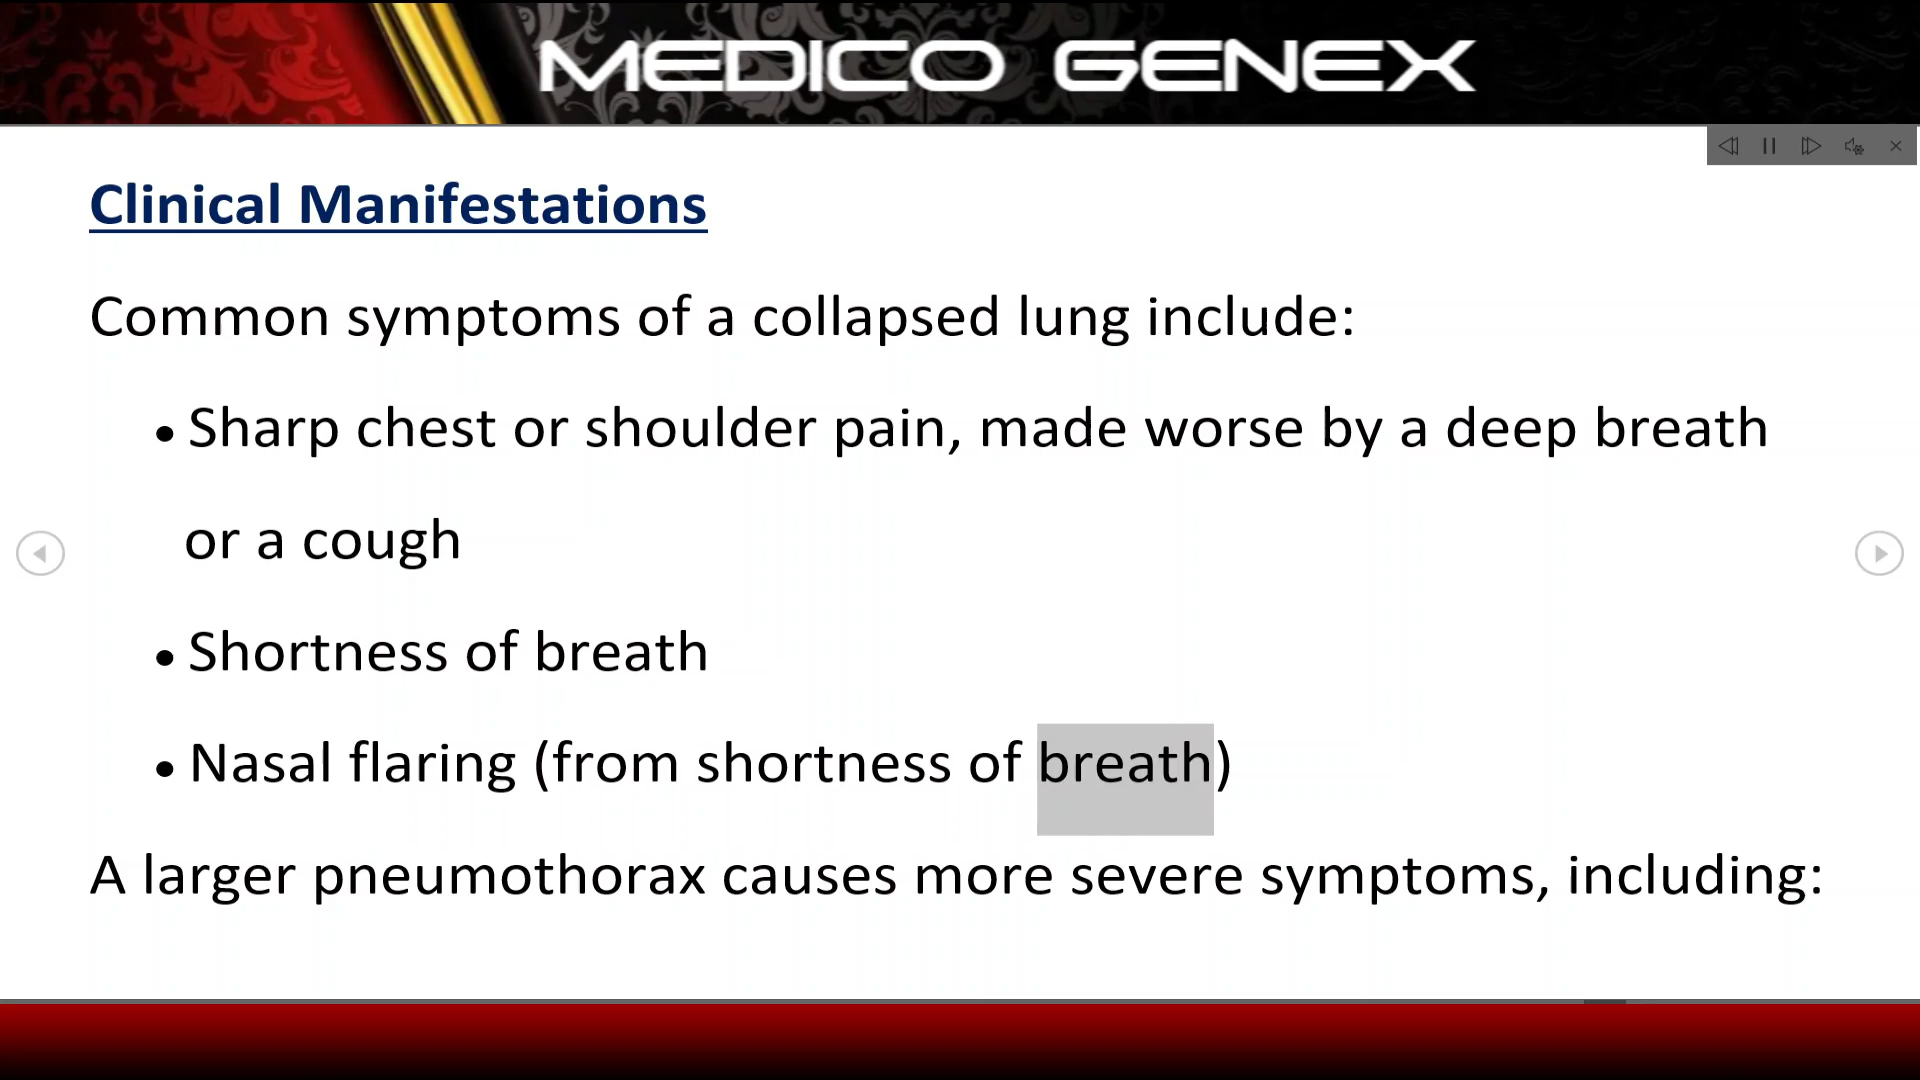 MEDICO GENEX
Clinical Manifestations
Common symptoms of a collapsed lung include:
• Sharp chest or shoulder pain, made worse by a deep breath
or a cough
• Shortness of breath
• Nasal flaring (from shortness of breath)
A larger pneumothorax causes more severe symptoms, including: